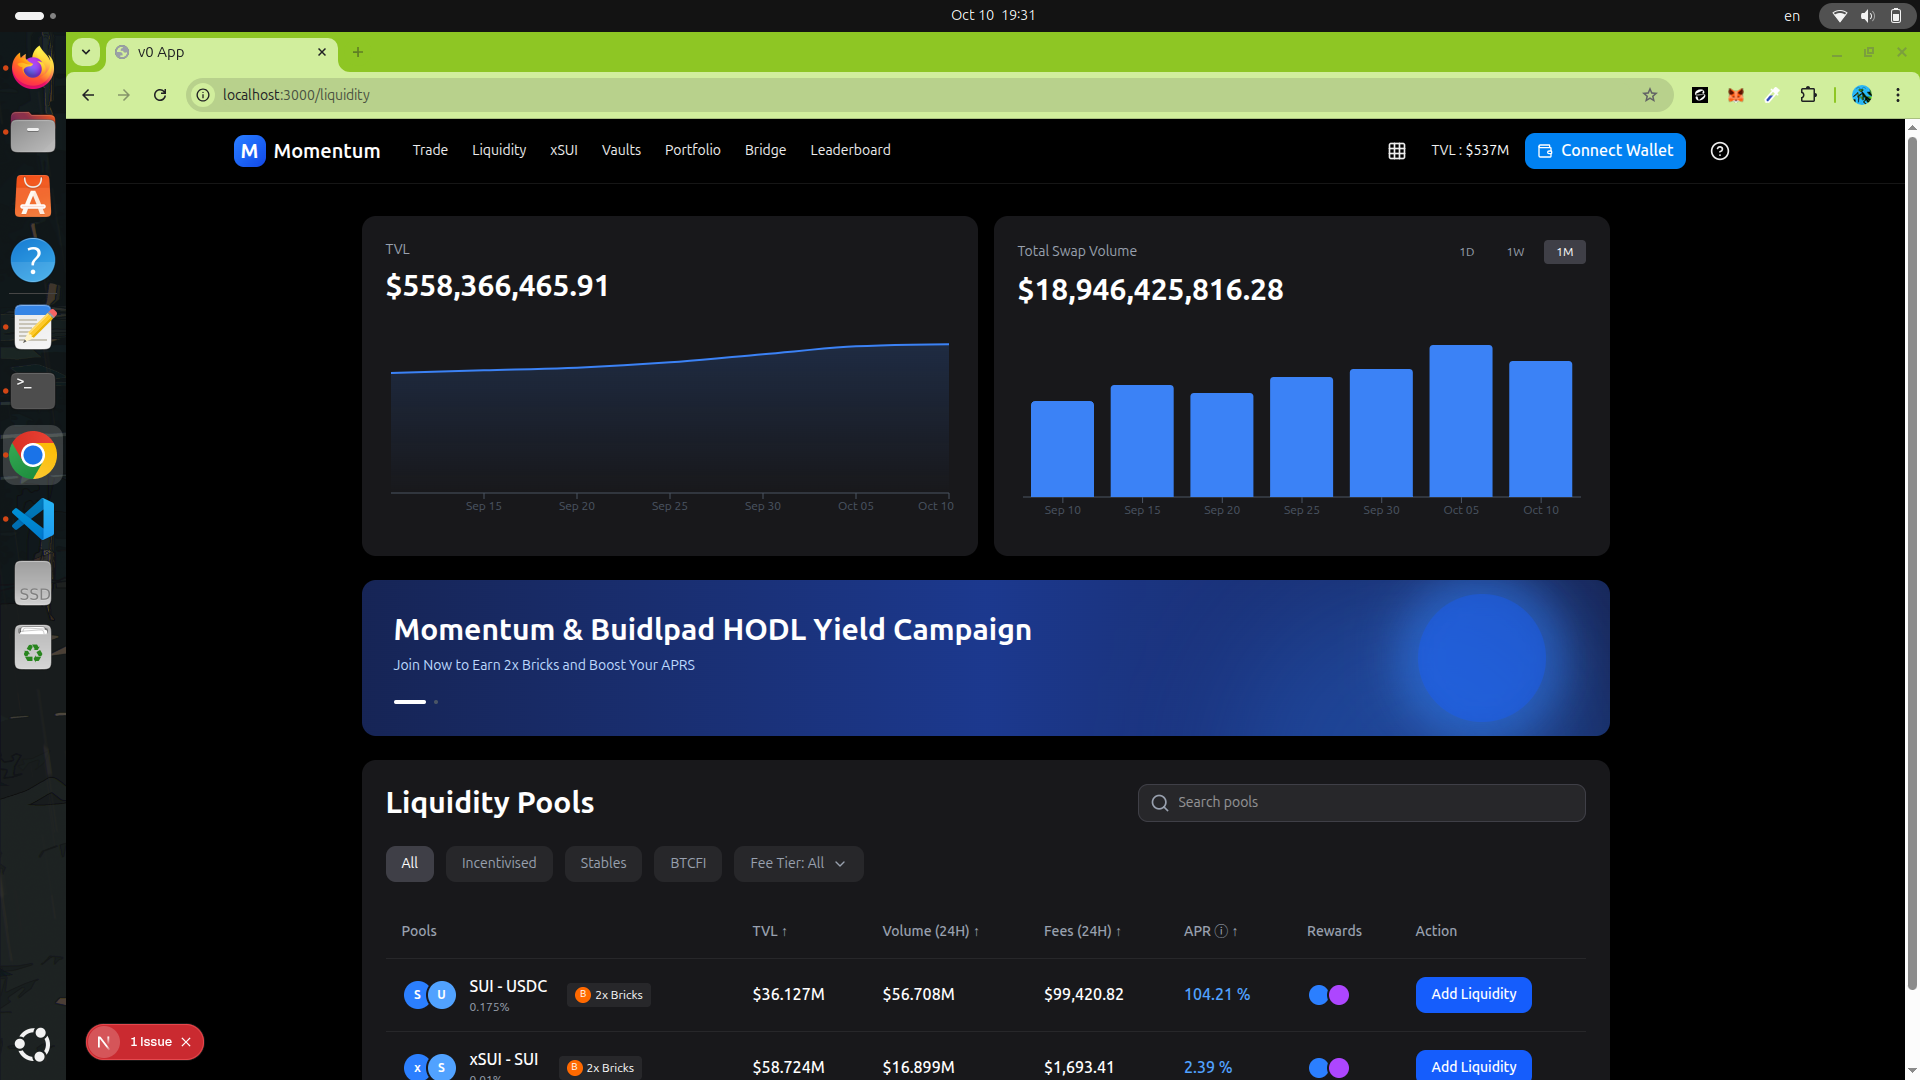 Oct 10 19:31
en
v0 App
localhost:3000/liquidity
M Momentum
Trade
Liquidity
xSUI
Vaults
Portfolio
Bridge
Leaderboard
TVL : $537M
Connect Wallet
TVL
$558,366,465.91
Sep 15
Sep 20
Sep 25
Sep 30
Oct 05
Oct 10
Total Swap Volume
1D
1W
1M
$18,946,425,816.28
Sep 10
Sep 15
Sep 20
Sep 25
Sep 30
Oct 05
Oct 10
Momentum & Buidlpad HODL Yield Campaign
Join Now to Earn 2x Bricks and Boost Your APRS
Liquidity Pools
Search pools
All
Incentivised
Stables
BTCFI
Fee Tier: All
Pools
TVL ↑
Volume (24H) ↑
Fees (24H) ↑
APR ⓘ ↑
Rewards
Action
S U
SUI - USDC
0.175%
B 2x Bricks
$36.127M
$56.708M
$99,420.82
104.21 %
Add Liquidity
x S
xSUI - SUI
0.01%
B 2x Bricks
$58.724M
$16.899M
$1,693.41
2.39 %
Add Liquidity
SSD
N 1 Issue